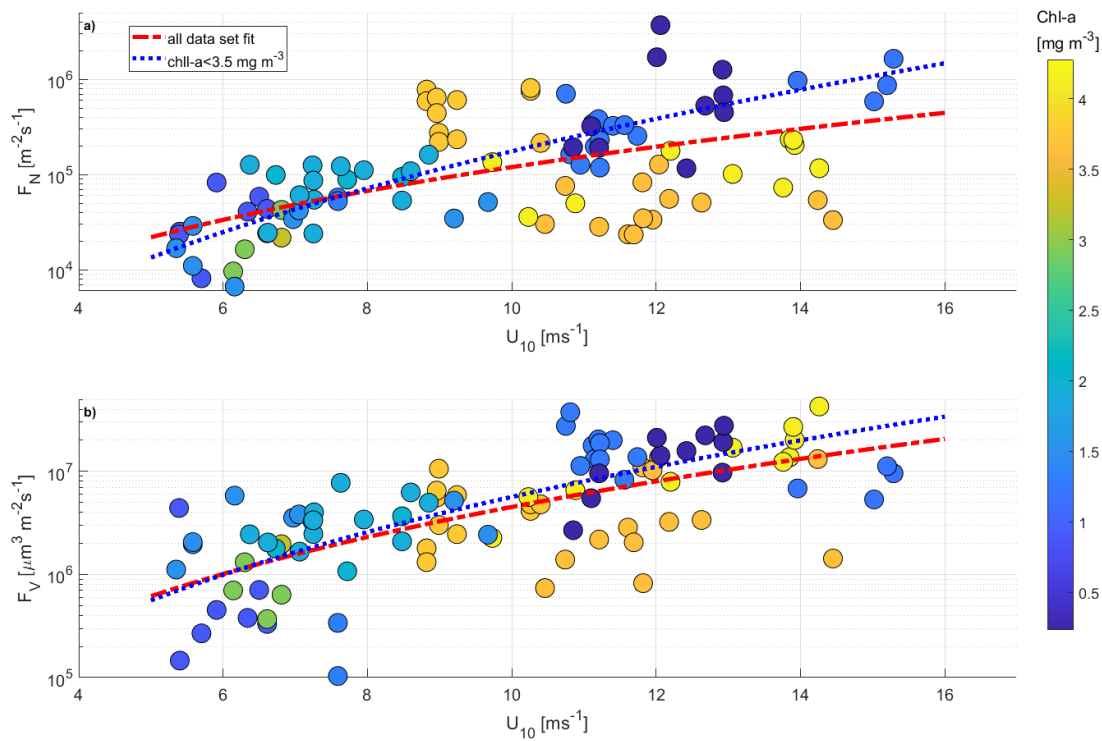 a)
all data set fit
chll-a<3.5 mg m⁻³
F_N [m⁻²s⁻¹]
10⁶
10⁵
10⁴
4 6 8 10 12 14 16
U₁₀ [ms⁻¹]
b)
F_V [μm³ m⁻²s⁻¹]
10⁷
10⁶
10⁵
4 6 8 10 12 14 16
U₁₀ [ms⁻¹]
Chl-a
[mg m⁻³]
4
3.5
3
2.5
2
1.5
1
0.5